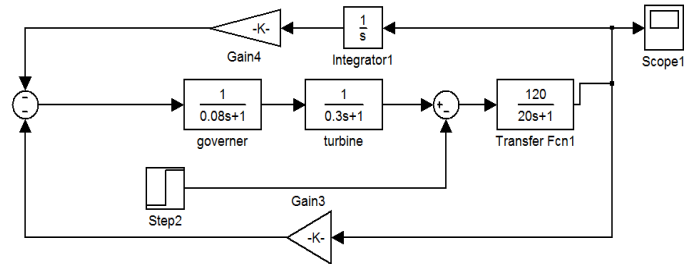 -K-
Gain4
1
s
Integrator1
Scope1
−
−
1
0.08s+1
governer
1
0.3s+1
turbine
+
−
120
20s+1
Transfer Fcn1
Step2
Gain3
-K-